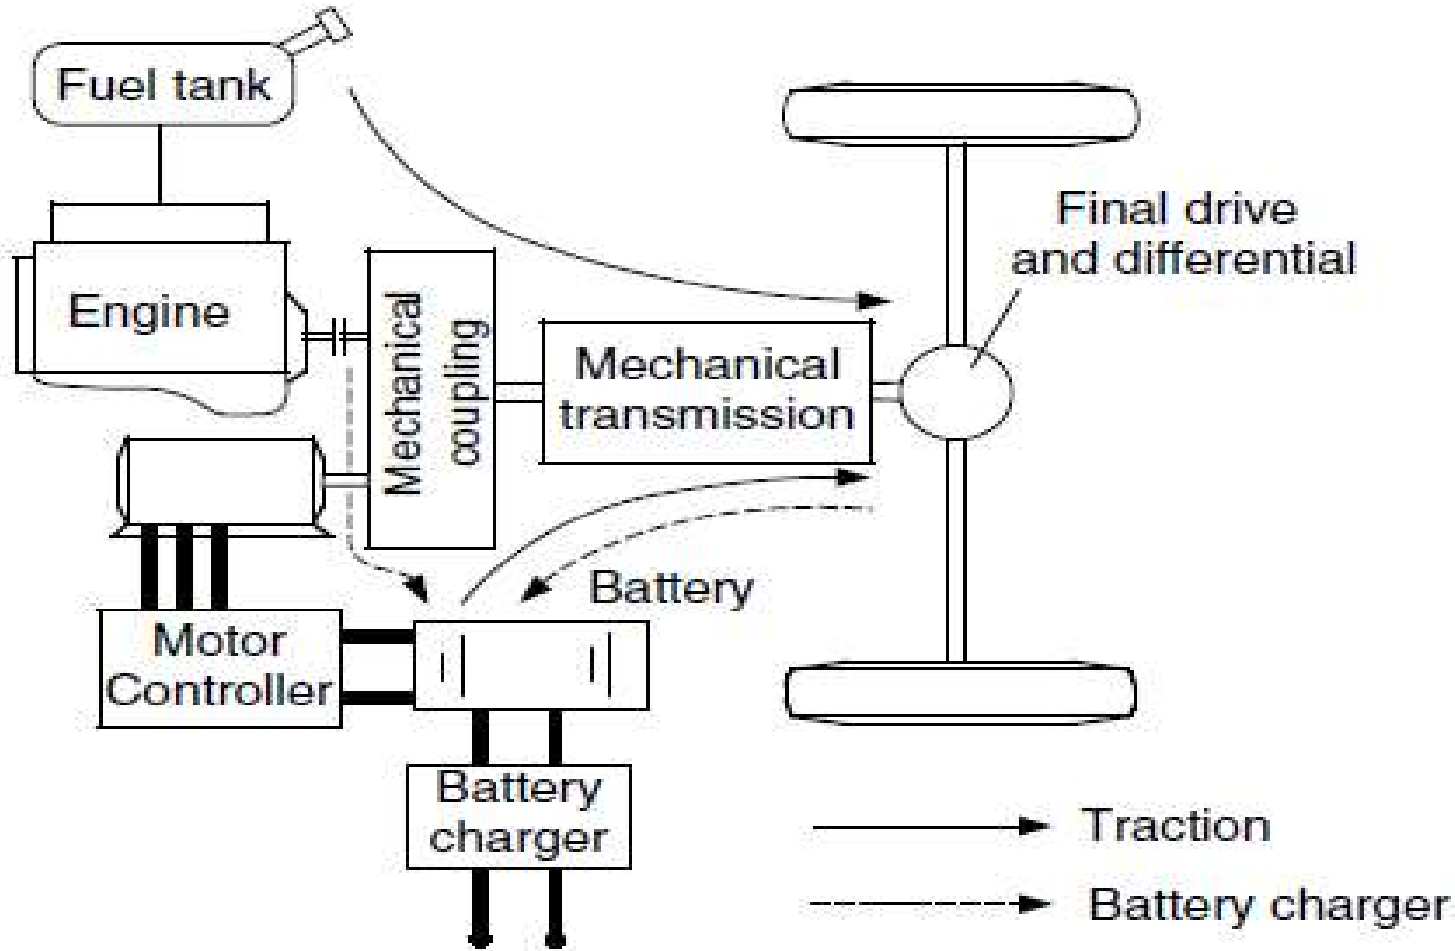 Fuel tank
Final drive
and differential
Engine
Mechanical
coupling
Mechanical
transmission
Battery
Motor
Controller
Battery
charger
Traction
Battery charger